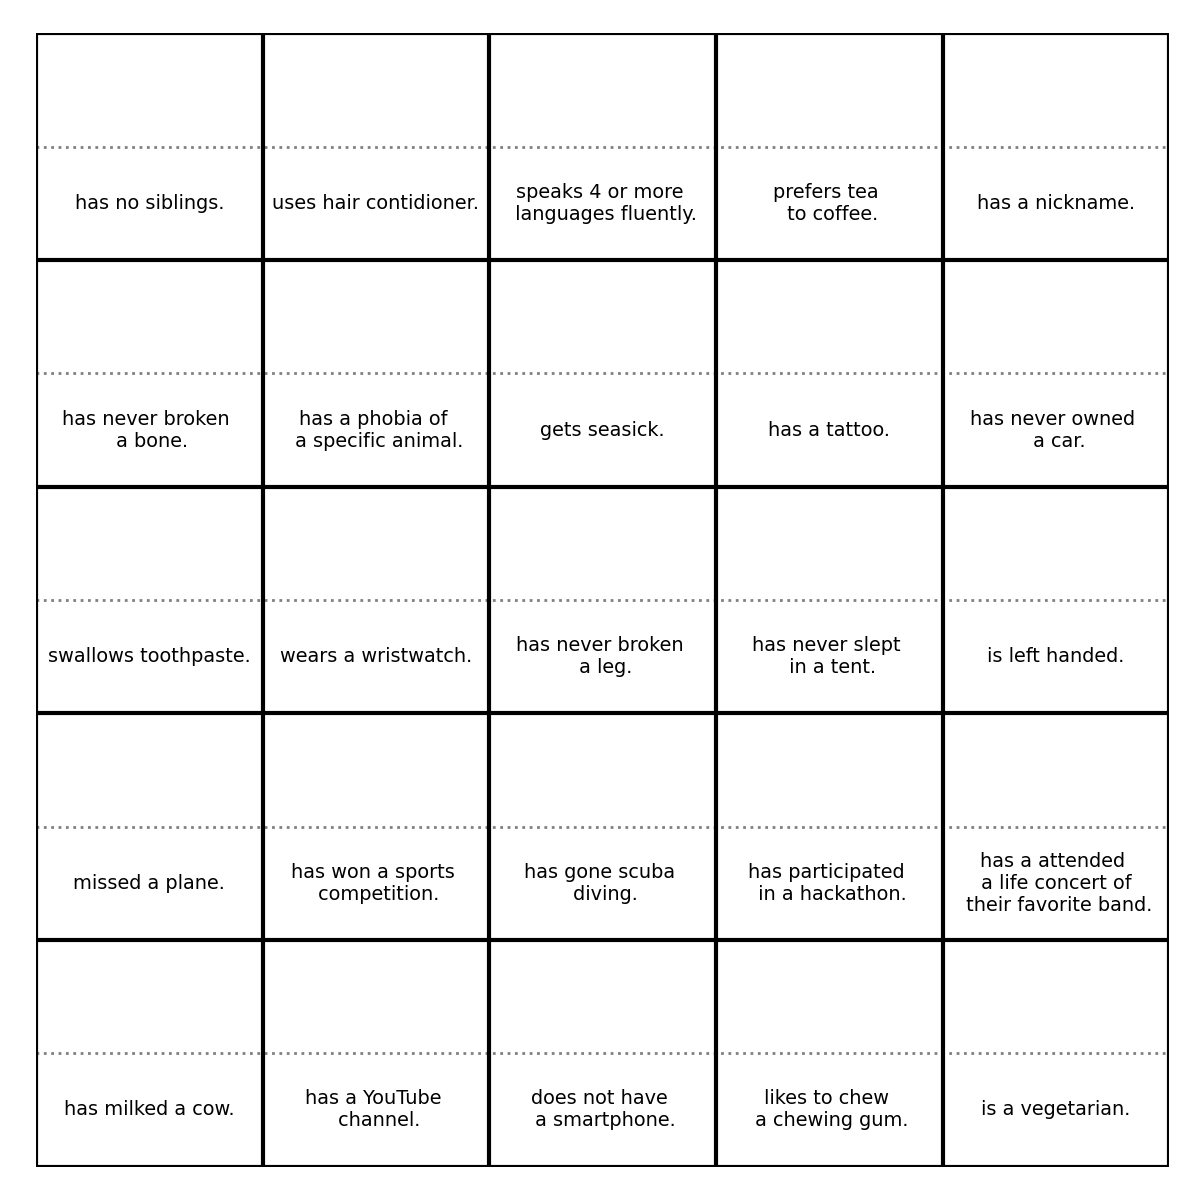 has no siblings.
uses hair contidioner.
speaks 4 or more
languages fluently.
prefers tea
to coffee.
has a nickname.
has never broken
a bone.
has a phobia of
a specific animal.
gets seasick.
has a tattoo.
has never owned
a car.
swallows toothpaste.
wears a wristwatch.
has never broken
a leg.
has never slept
in a tent.
is left handed.
missed a plane.
has won a sports
competition.
has gone scuba
diving.
has participated
in a hackathon.
has a attended
a life concert of
their favorite band.
has milked a cow.
has a YouTube
channel.
does not have
a smartphone.
likes to chew
a chewing gum.
is a vegetarian.